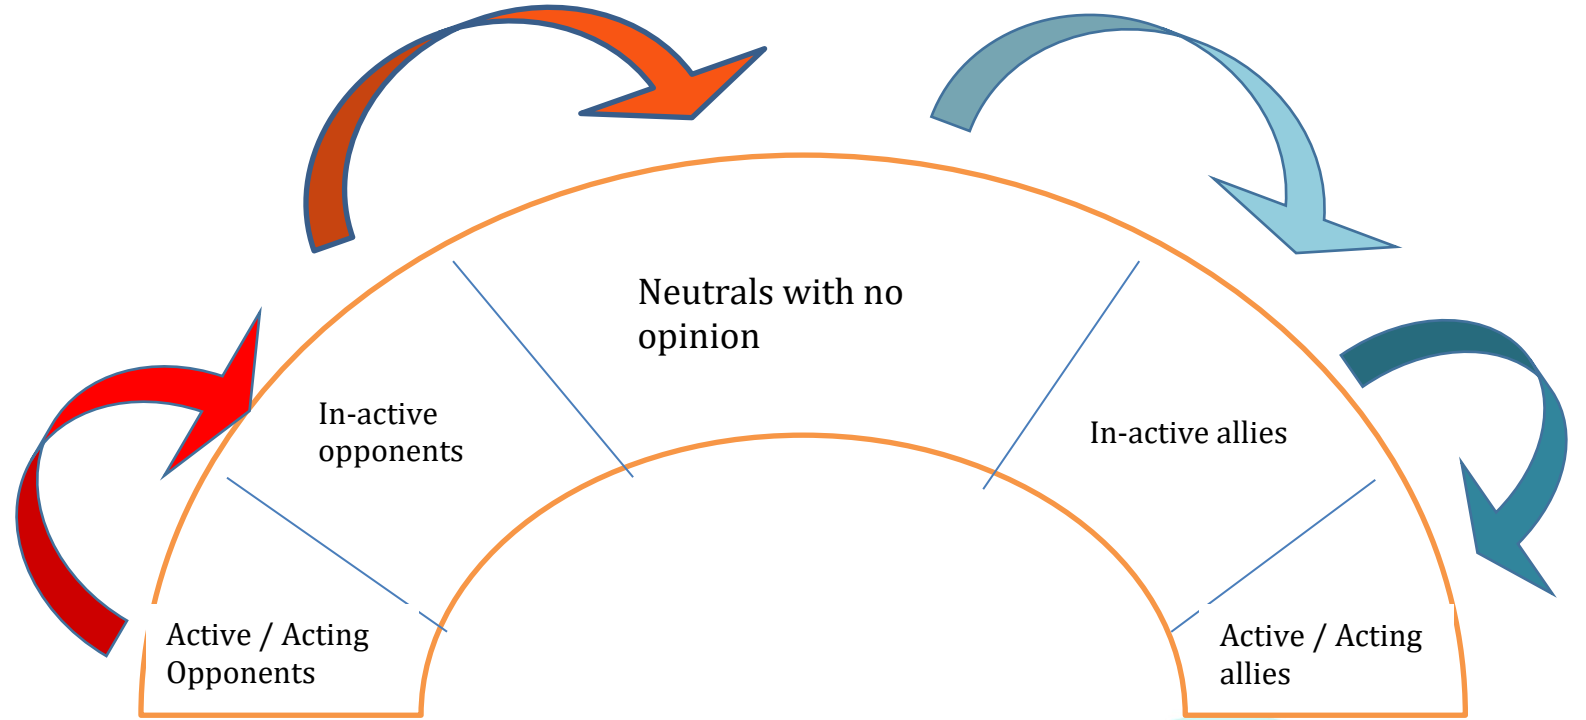 Neutrals with no
opinion
In-active
opponents
In-active allies
Active / Acting
Opponents
Active / Acting
allies